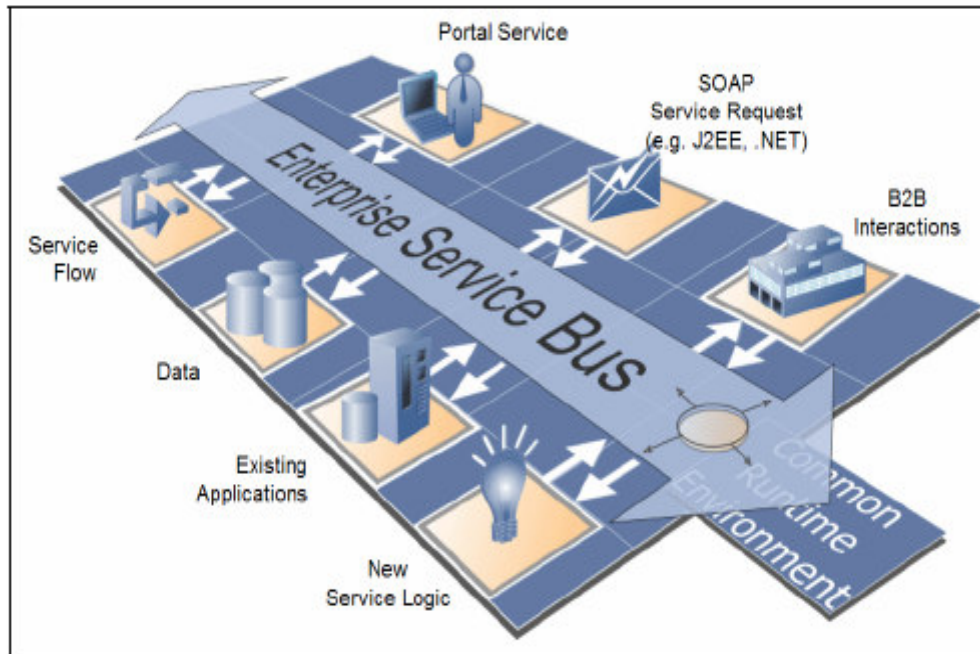 Portal Service
SOAP
Service Request
(e.g. J2EE, .NET)
B2B
Interactions
Enterprise Service Bus
Service
Flow
Data
Existing
Applications
New
Service Logic
Common
Runtime
Environment